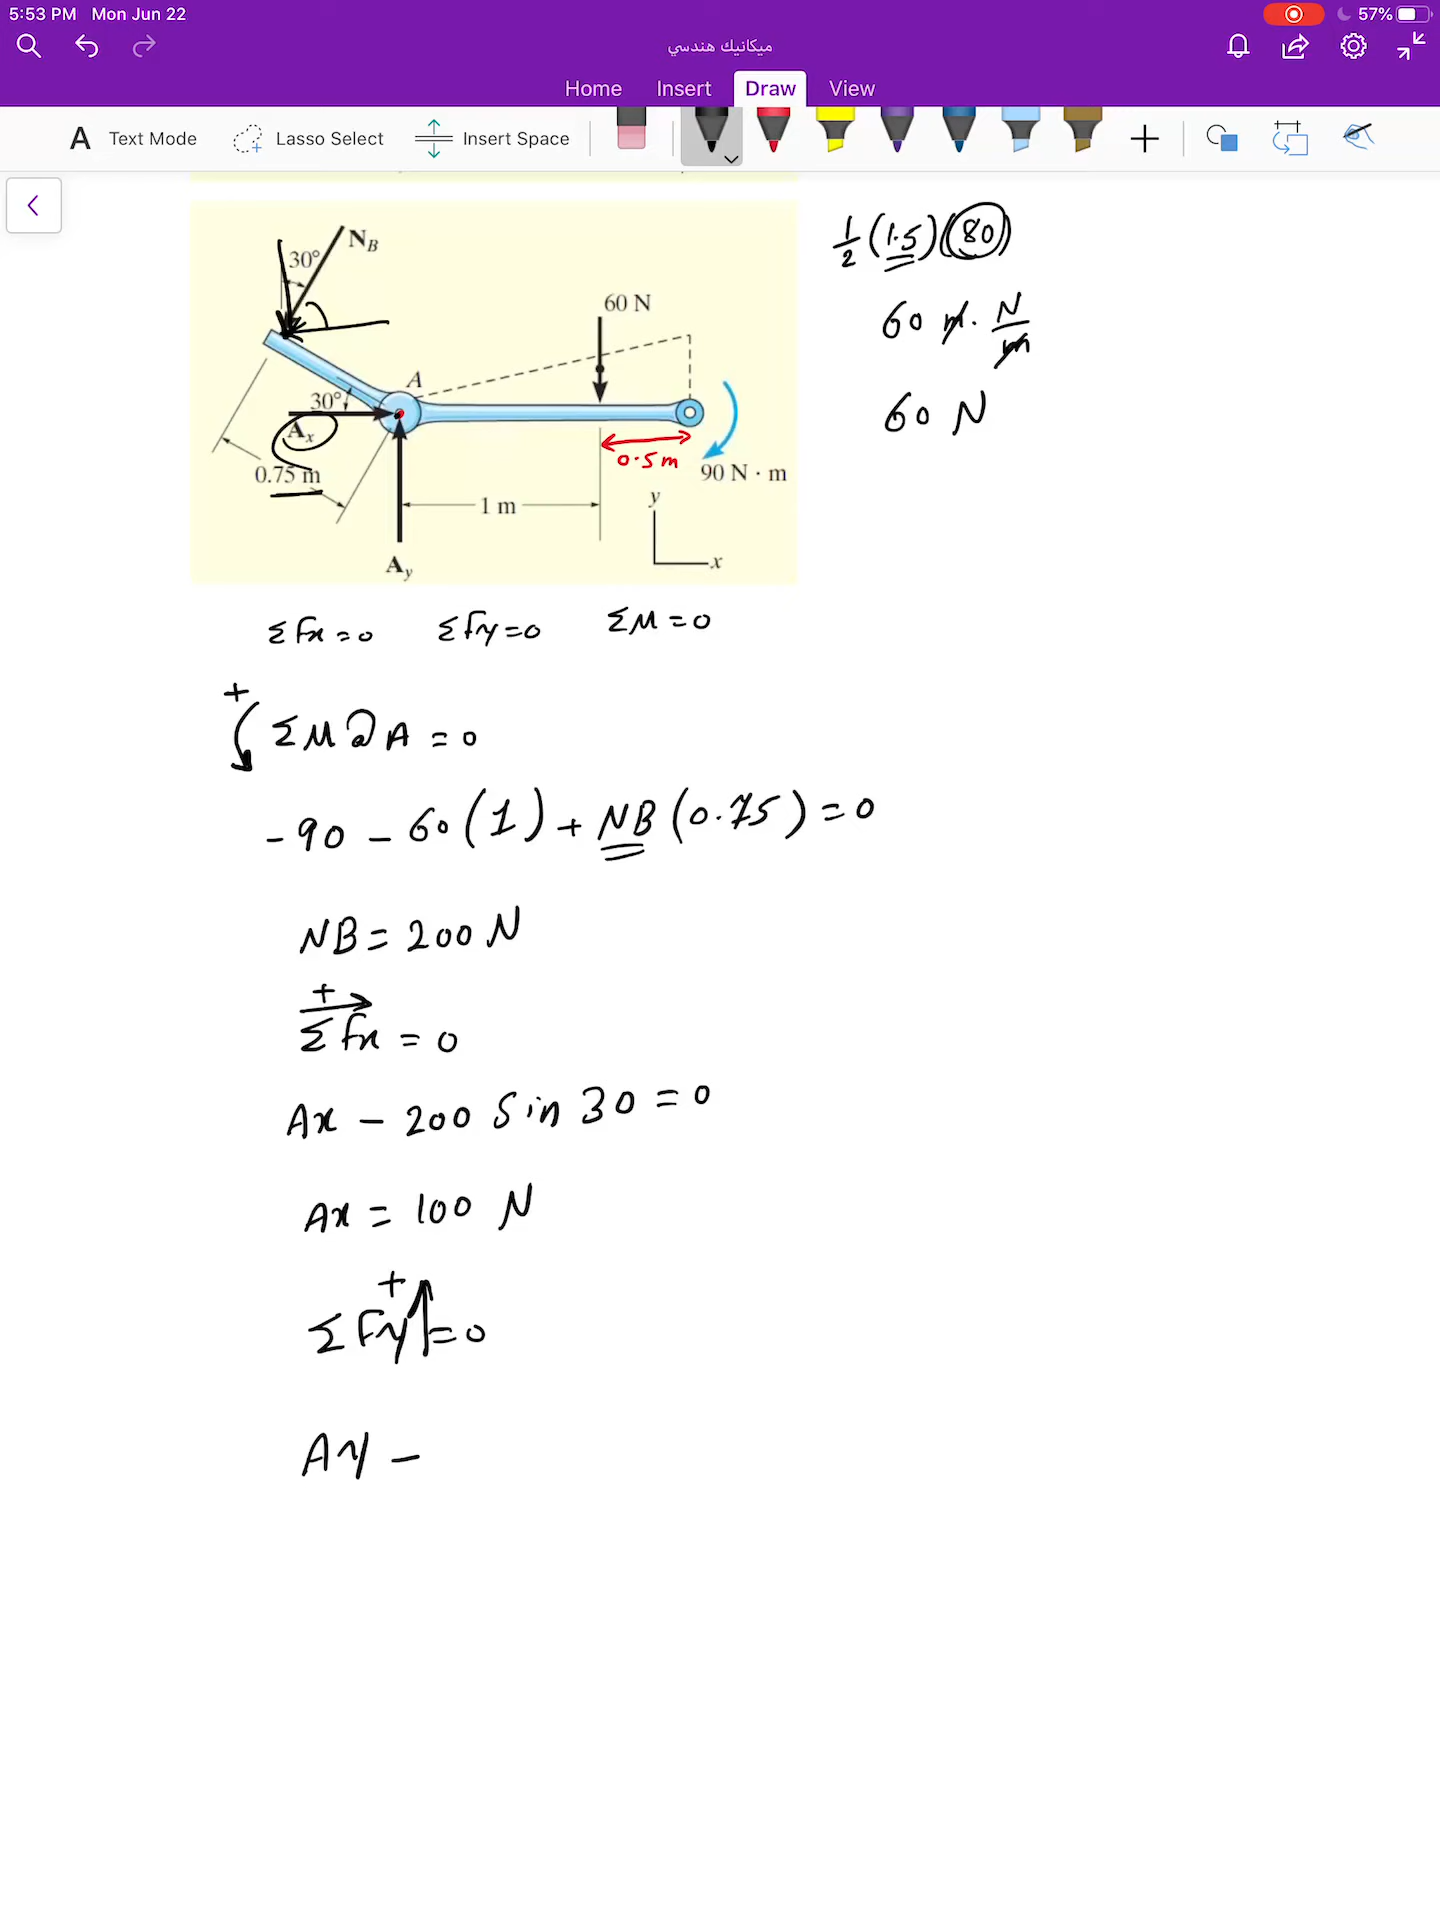 5:53 PM Mon Jun 22
57%
ميكانيك هندسي
Home Insert Draw View
A Text Mode Lasso Select Insert Space
N_B
30°
60 N
A
30°
A_x
0.75 m
0.5 m
90 N · m
1 m
y
x
A_y
1/2 (1.5)(80)
60 m. N/m
60 N
ΣFx = 0 ΣFy = 0 ΣM = 0
+
ΣM @ A = 0
-90 - 60(1) + NB(0.75) = 0
NB = 200 N
+
ΣFx = 0
Ax - 200 Sin 30 = 0
Ax = 100 N
+
ΣFy = 0
Ay -